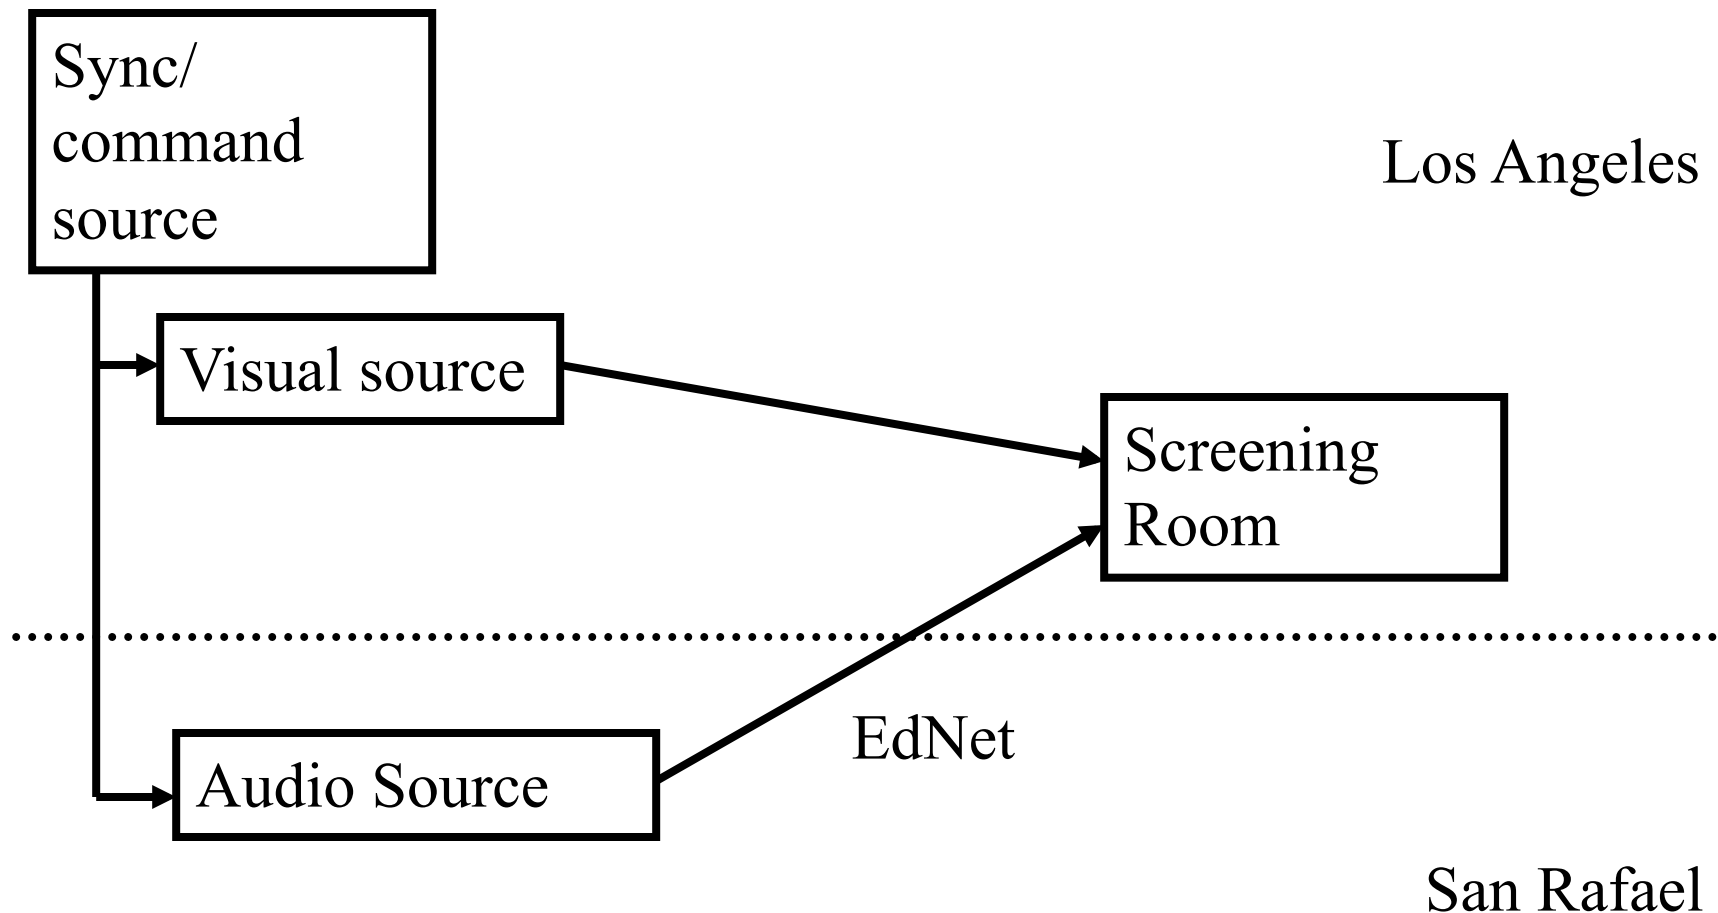 Sync/
command
source
Los Angeles
Visual source
Screening
Room
EdNet
Audio Source
San Rafael